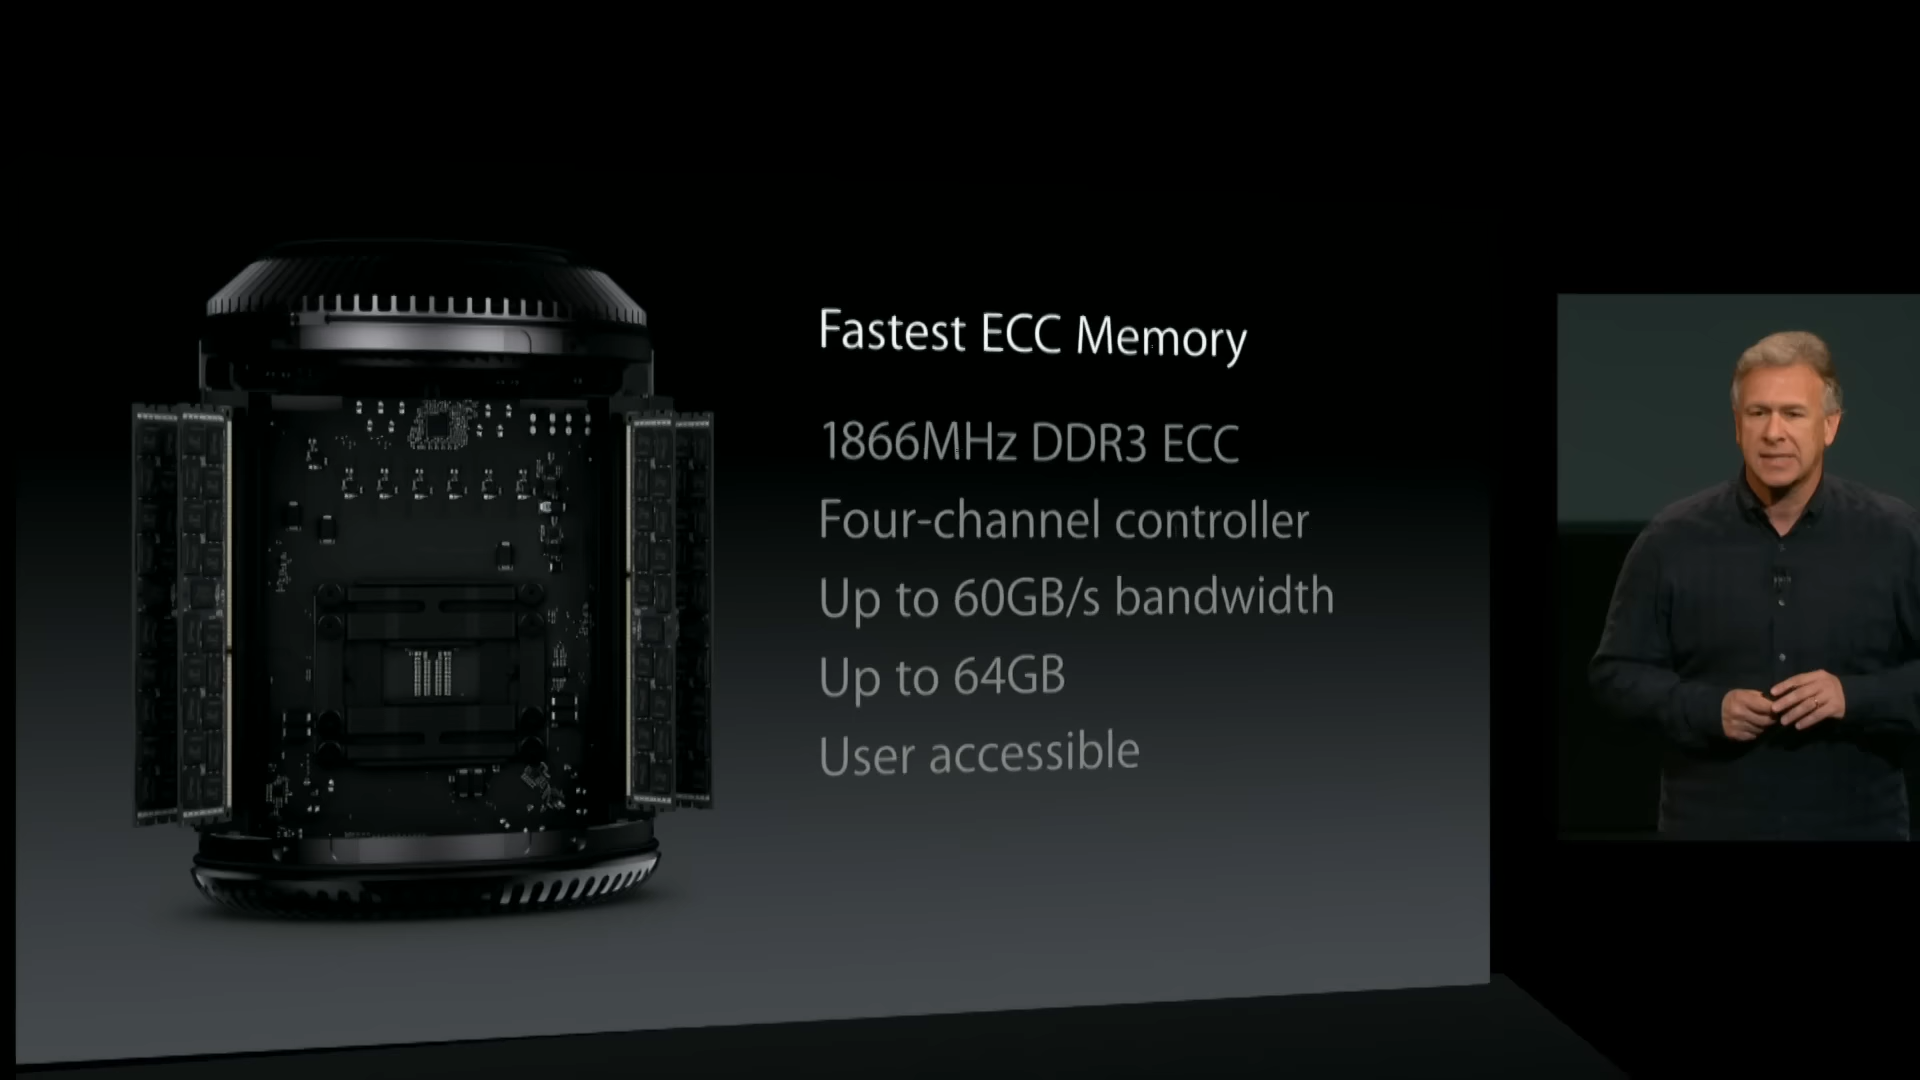 Fastest ECC Memory
1866MHz DDR3 ECC
Four-channel controller
Up to 60GB/s bandwidth
Up to 64GB
User accessible